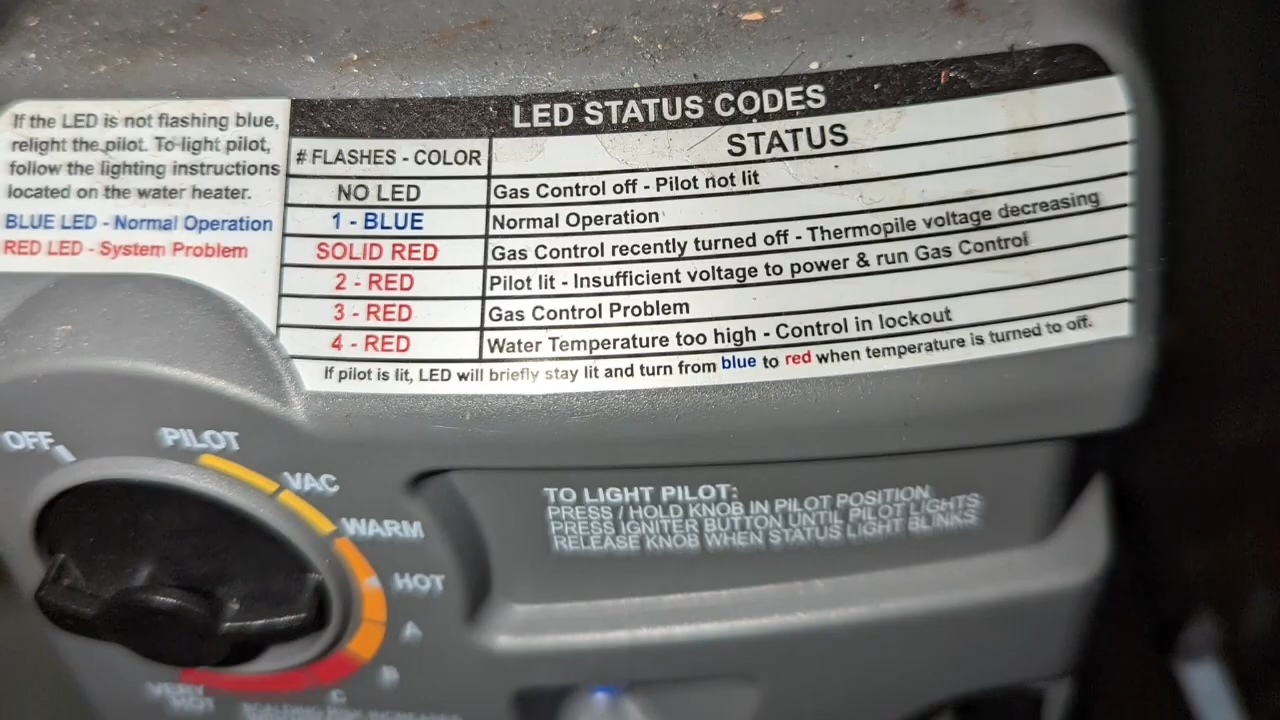 If the LED is not flashing blue,
relight the pilot. To light pilot,
follow the lighting instructions
located on the water heater.
BLUE LED - Normal Operation
RED LED - System Problem
LED STATUS CODES
# FLASHES - COLOR STATUS
NO LED Gas Control off - Pilot not lit
1 - BLUE Normal Operation
SOLID RED Gas Control recently turned off - Thermopile voltage decreasing
2 - RED Pilot lit - Insufficient voltage to power & run Gas Control
3 - RED Gas Control Problem
4 - RED Water Temperature too high - Control in lockout
If pilot is lit, LED will briefly stay lit and turn from blue to red when temperature is turned to off.
OFF
PILOT
VAC
WARM
HOT
A
B
C
VERY
HOT
TO LIGHT PILOT:
PRESS / HOLD KNOB IN PILOT POSITION
PRESS IGNITER BUTTON UNTIL PILOT LIGHTS
RELEASE KNOB WHEN STATUS LIGHT BLINKS
SCALDING RISK INCREASES